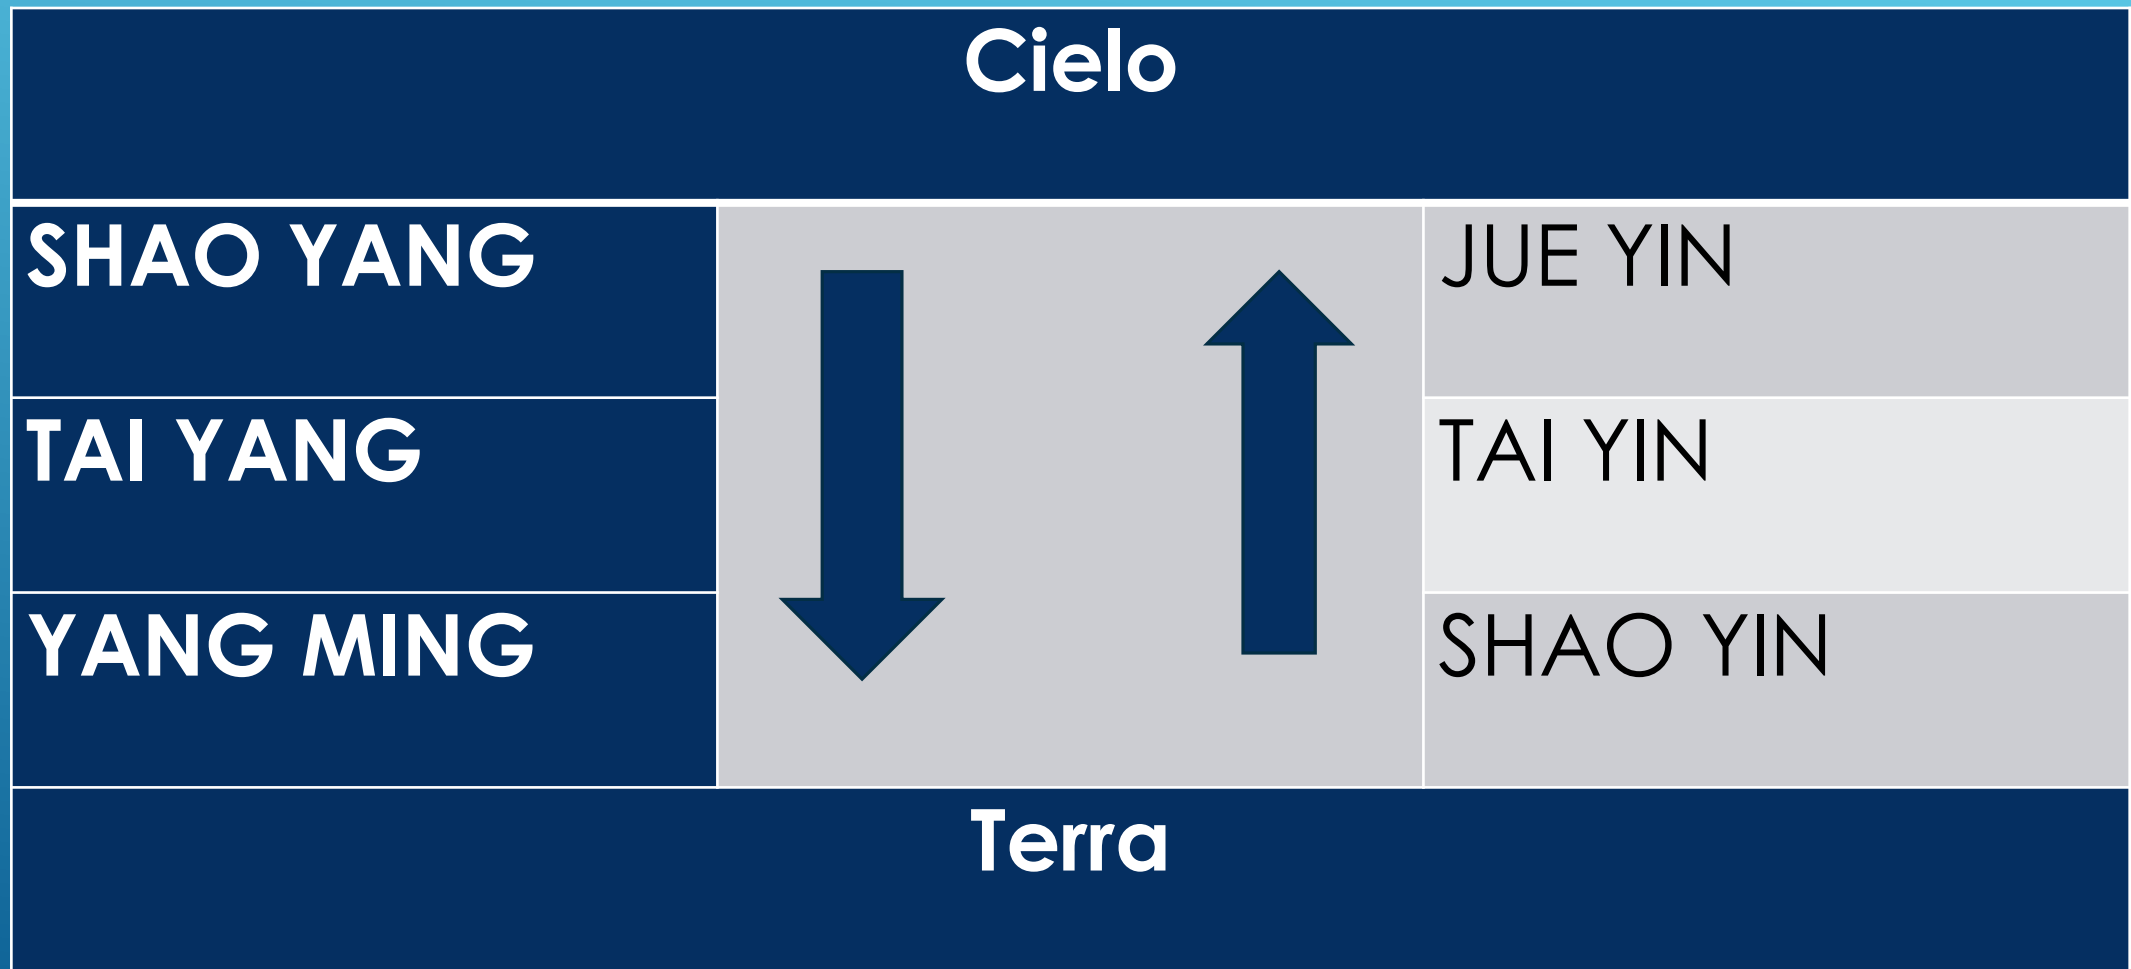 Cielo
SHAO YANG
JUE YIN
TAI YANG
TAI YIN
YANG MING
SHAO YIN
Terra